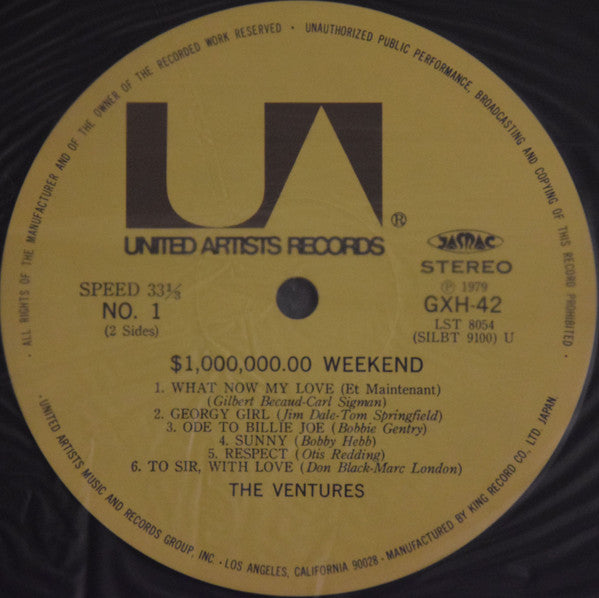 · ALL RIGHTS OF THE MANUFACTURER AND OF THE OWNER OF THE RECORDED WORK RESERVED · UNAUTHORIZED PUBLIC PERFORMANCE, BROADCASTING AND COPYING OF THIS RECORD PROHIBITED.
UA®
UNITED ARTISTS RECORDS
JASRAC
STEREO
SPEED 33⅓
Ⓟ 1979
NO. 1
GXH-42
(2 Sides)
LST 8054
(SILBT 9100) U
$1,000,000.00 WEEKEND
1. WHAT NOW MY LOVE (Et Maintenant)
(Gilbert Becaud-Carl Sigman)
2. GEORGY GIRL (Jim Dale-Tom Springfield)
3. ODE TO BILLIE JOE (Bobbie Gentry)
4. SUNNY (Bobby Hebb)
5. RESPECT (Otis Redding)
6. TO SIR, WITH LOVE (Don Black-Marc London)
THE VENTURES
·UNITED ARTISTS MUSIC AND RECORDS GROUP, INC. · LOS ANGELES, CALIFORNIA 90028 · MANUFACTURED BY KING RECORD CO., LTD. JAPAN.